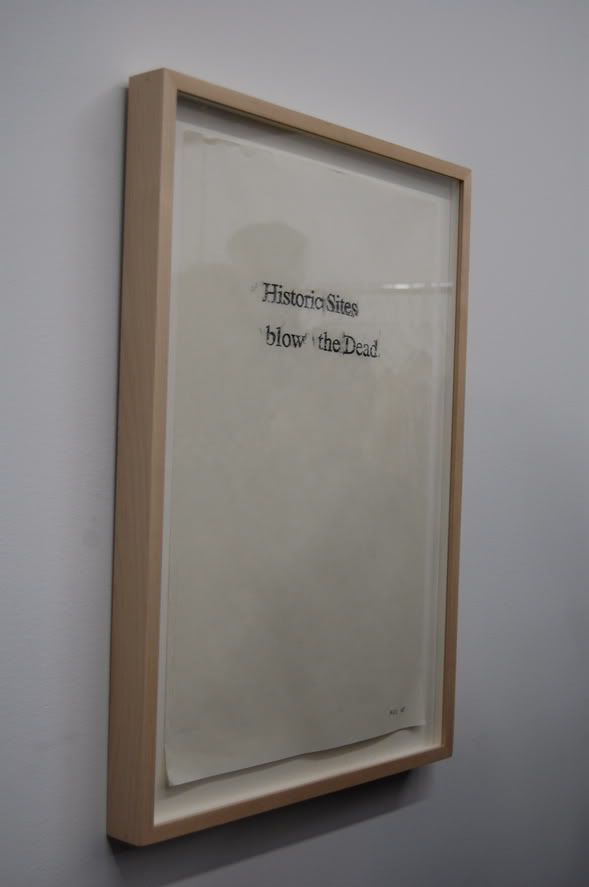 Historic Sites
blow the Dead.